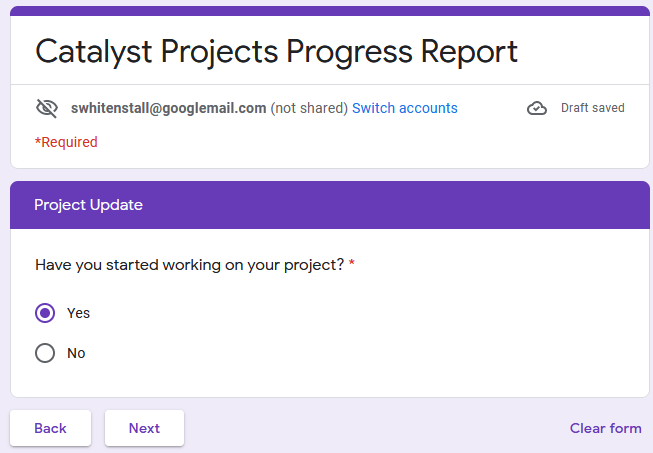 Catalyst Projects Progress Report
swhitenstall@googlemail.com (not shared) Switch accounts
Draft saved
*Required
Project Update
Have you started working on your project? *
Yes
No
Back
Next
Clear form